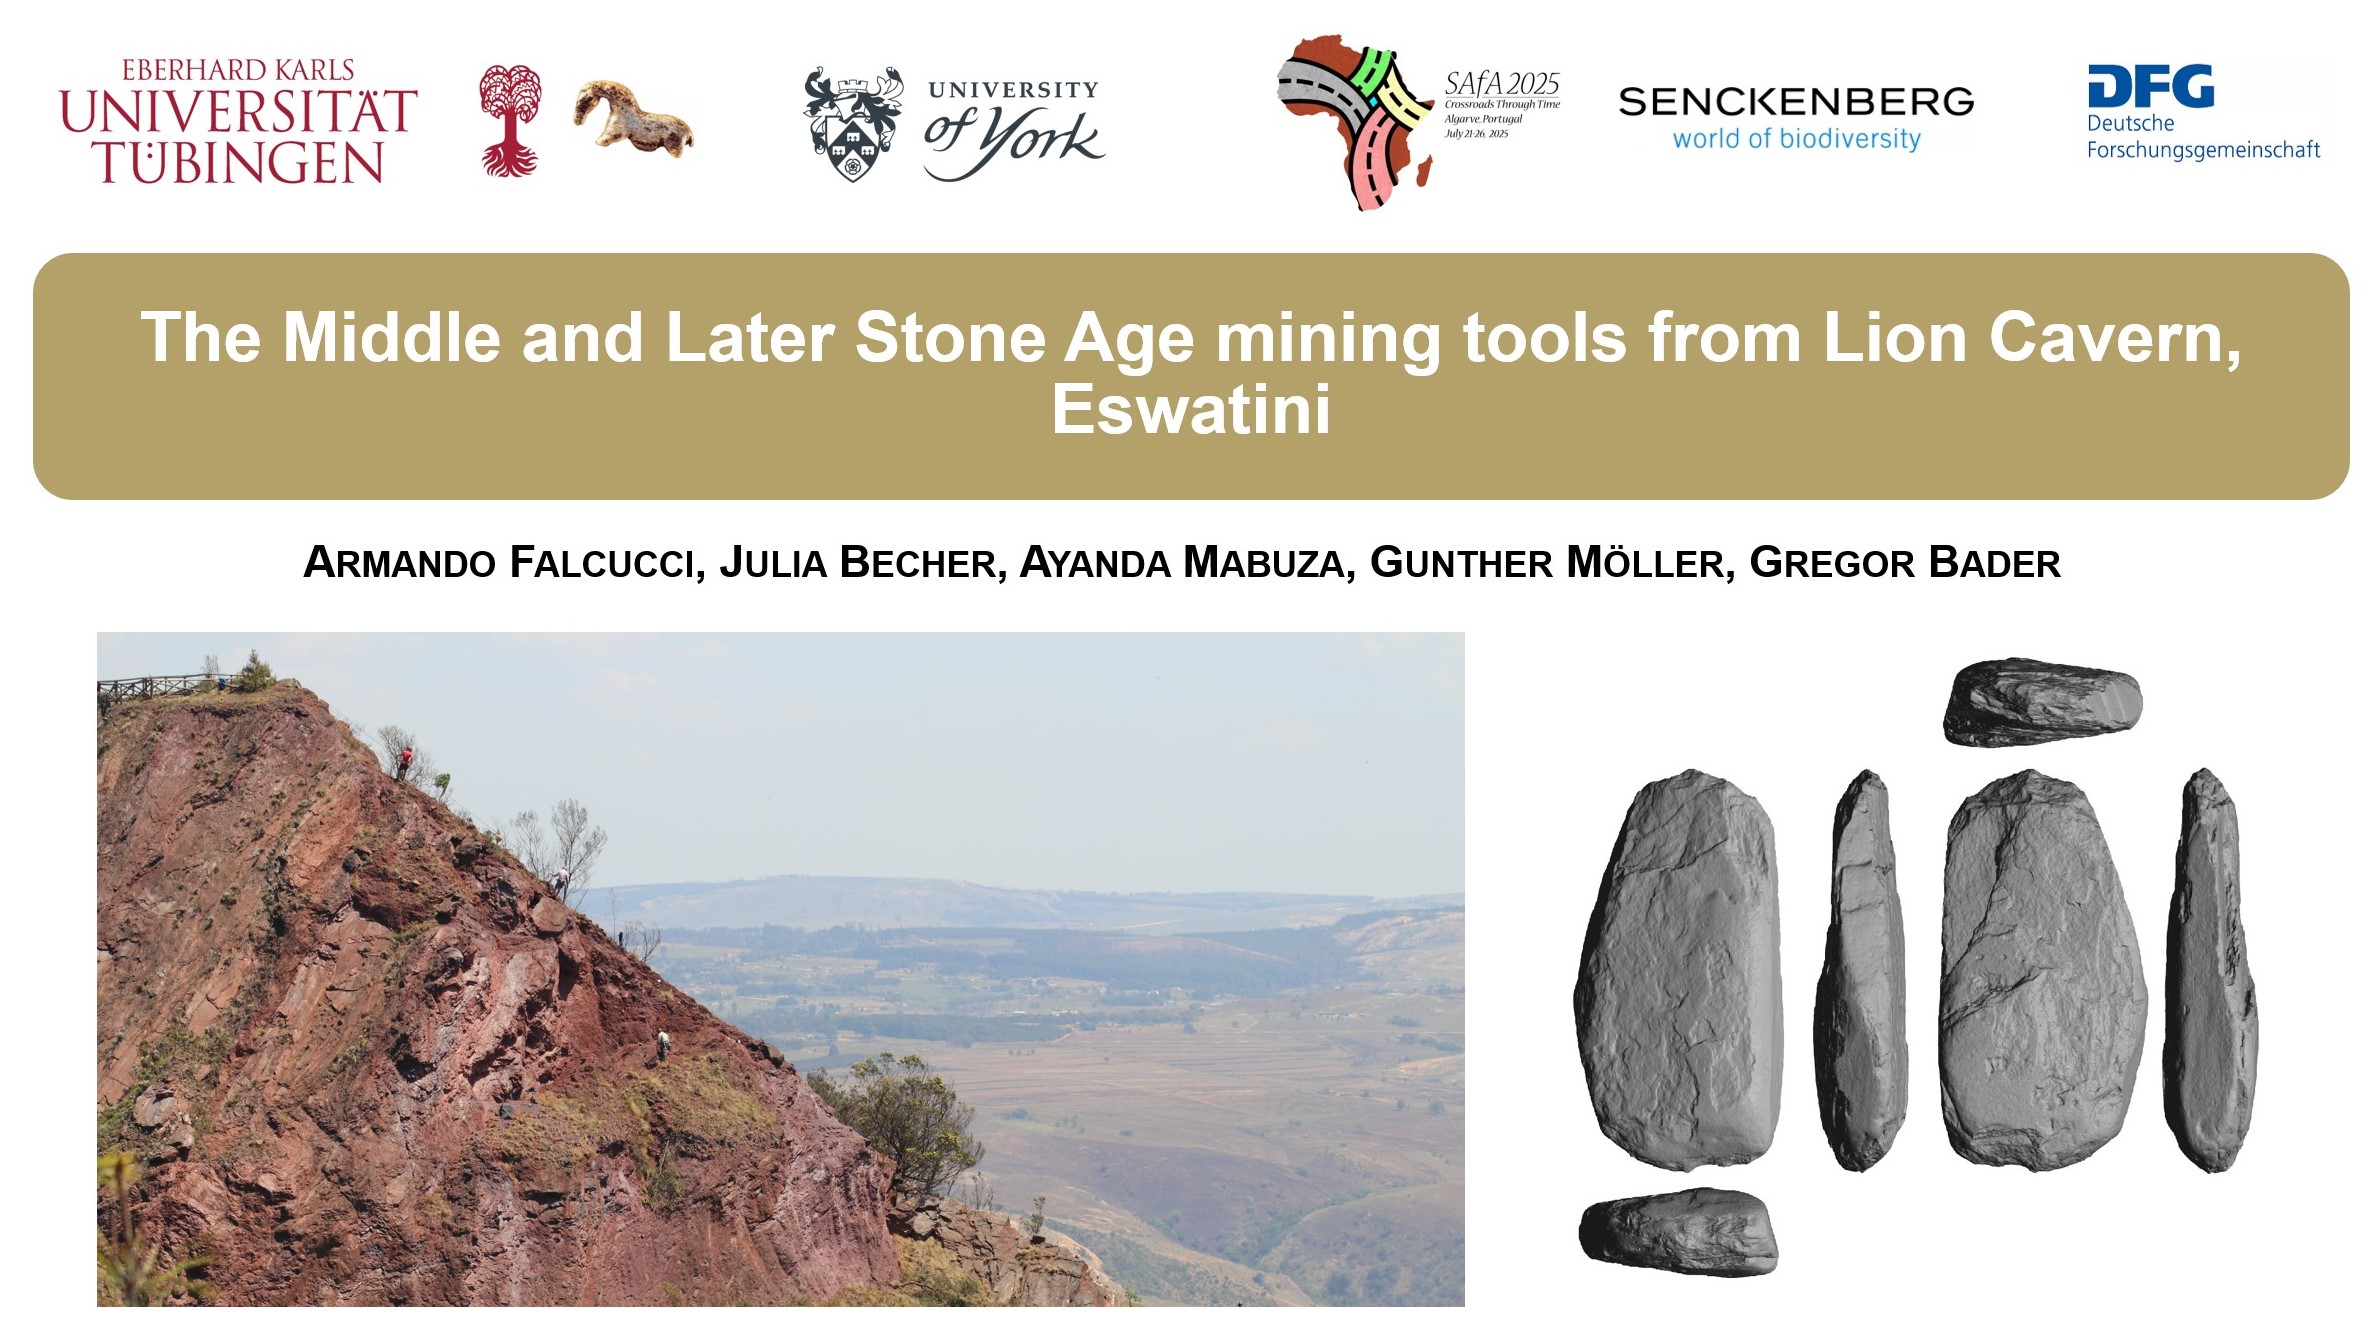 EBERHARD KARLS
UNIVERSITÄT
TÜBINGEN
UNIVERSITY
of York
SAfA 2025
Crossroads Through Time
Algarve, Portugal
July 21-26, 2025
SENCKENBERG
world of biodiversity
DFG
Deutsche
Forschungsgemeinschaft
The Middle and Later Stone Age mining tools from Lion Cavern,
Eswatini
ARMANDO FALCUCCI, JULIA BECHER, AYANDA MABUZA, GUNTHER MÖLLER, GREGOR BADER